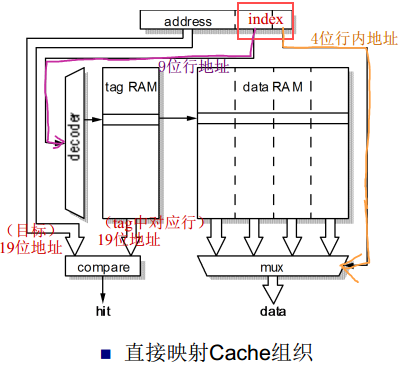 address
index
4位行内地址
9位行地址
tag RAM
data RAM
decoder
（目标）
19位地址
（tag中对应行）
19位地址
compare
mux
hit
data
■ 直接映射Cache组织